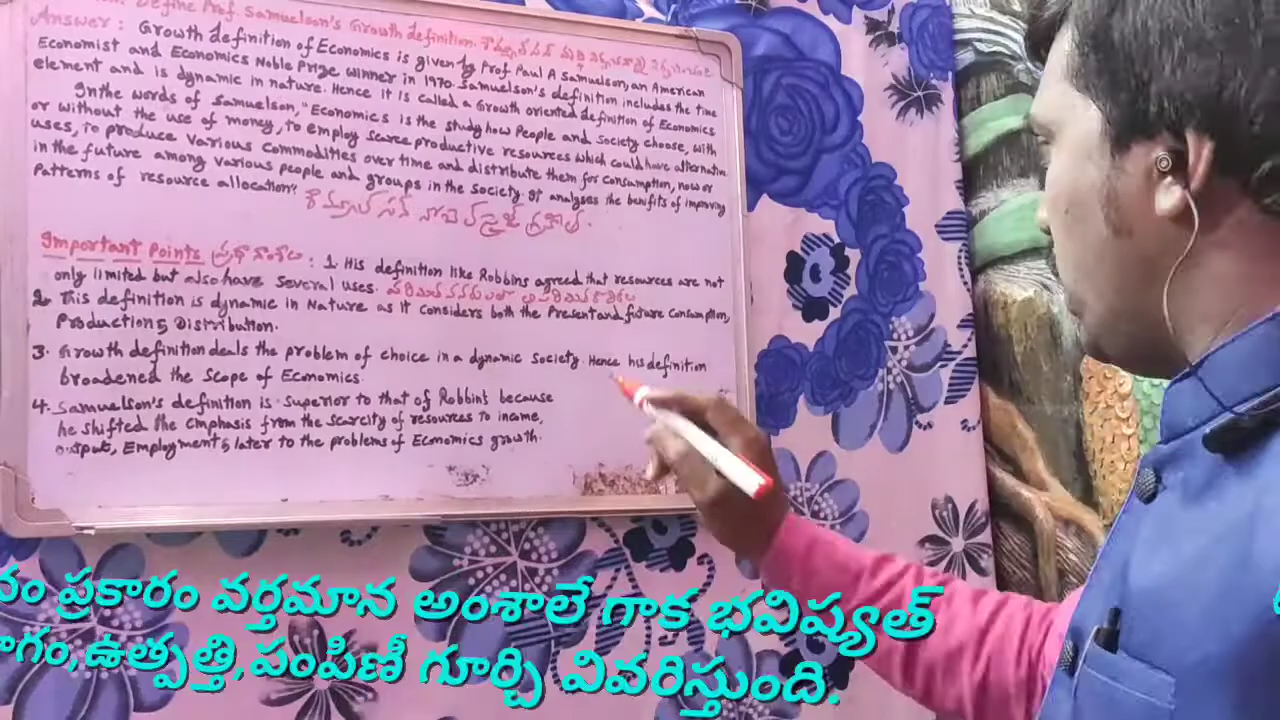 Define Prof. Samuelson's Growth definition.
Answer: Growth definition of Economics is given by Prof. Paul A Samuelson, an American
Economist and Economics Noble Prize winner in 1970. Samuelson's definition includes the time
element and is dynamic in nature. Hence it is called a Growth oriented definition of Economics
In the words of Samuelson, "Economics is the study how People and Society choose, with
or without the use of money, to employ scarce productive resources which could have alternative
uses, to produce various commodities over time and distribute them for consumption, now or
in the future among various people and groups in the society. It analyses the benifits of improving
Patterns of resource allocation".
Important Points : 1. His definition like Robbins agreed that resources are not
only limited but also have several uses.
2. This definition is dynamic in Nature as it considers both the Present and future Consumption,
Production & Distribution.
3. Growth definition deals the problem of choice in a dynamic society. Hence his definition
broadened the Scope of Economics.
4. Samuelson's definition is superior to that of Robbins because
he shifted the Emphasis from the scarcity of resources to income,
output, Employment & later to the problems of Economics growth.
ప్రకారం వర్తమాన అంశాలే గాక భవిష్యత్
ఉత్పత్తి,పంపిణీ గూర్చి వివరిస్తుంది.